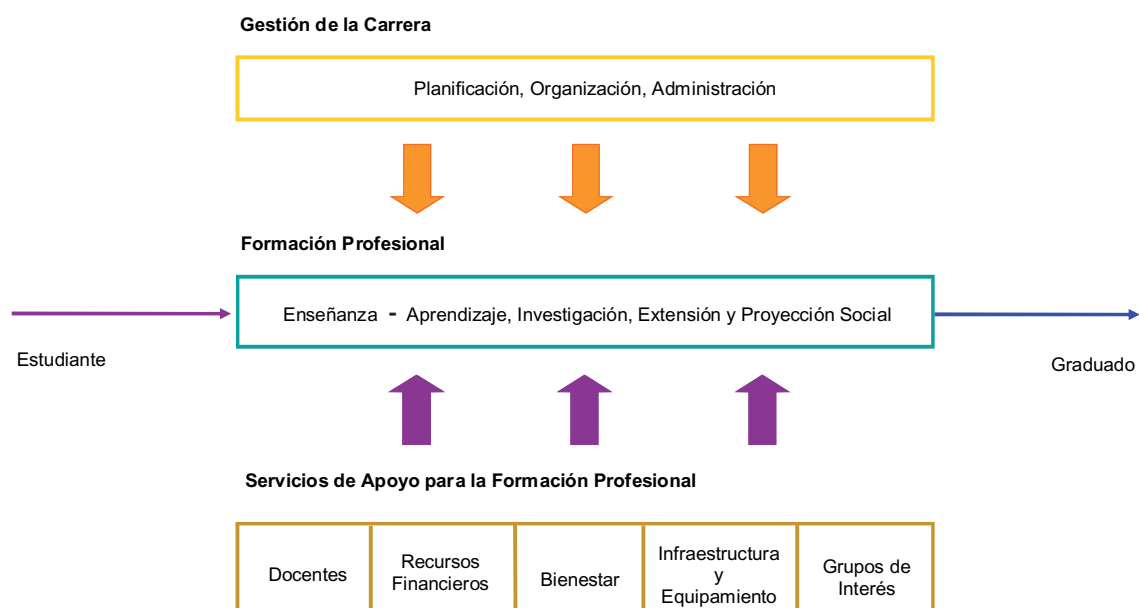 Gestión de la Carrera
Planificación, Organización, Administración
Formación Profesional
Enseñanza - Aprendizaje, Investigación, Extensión y Proyección Social
Estudiante
Graduado
Servicios de Apoyo para la Formación Profesional
Docentes
Recursos
Financieros
Bienestar
Infraestructura
y
Equipamiento
Grupos de
Interés